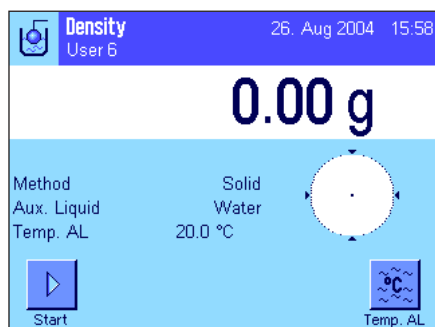 Density 26. Aug 2004 15:58
User 6
0.00 g
Method Solid
Aux. Liquid Water
Temp. AL 20.0 °C
°C
Start Temp. AL